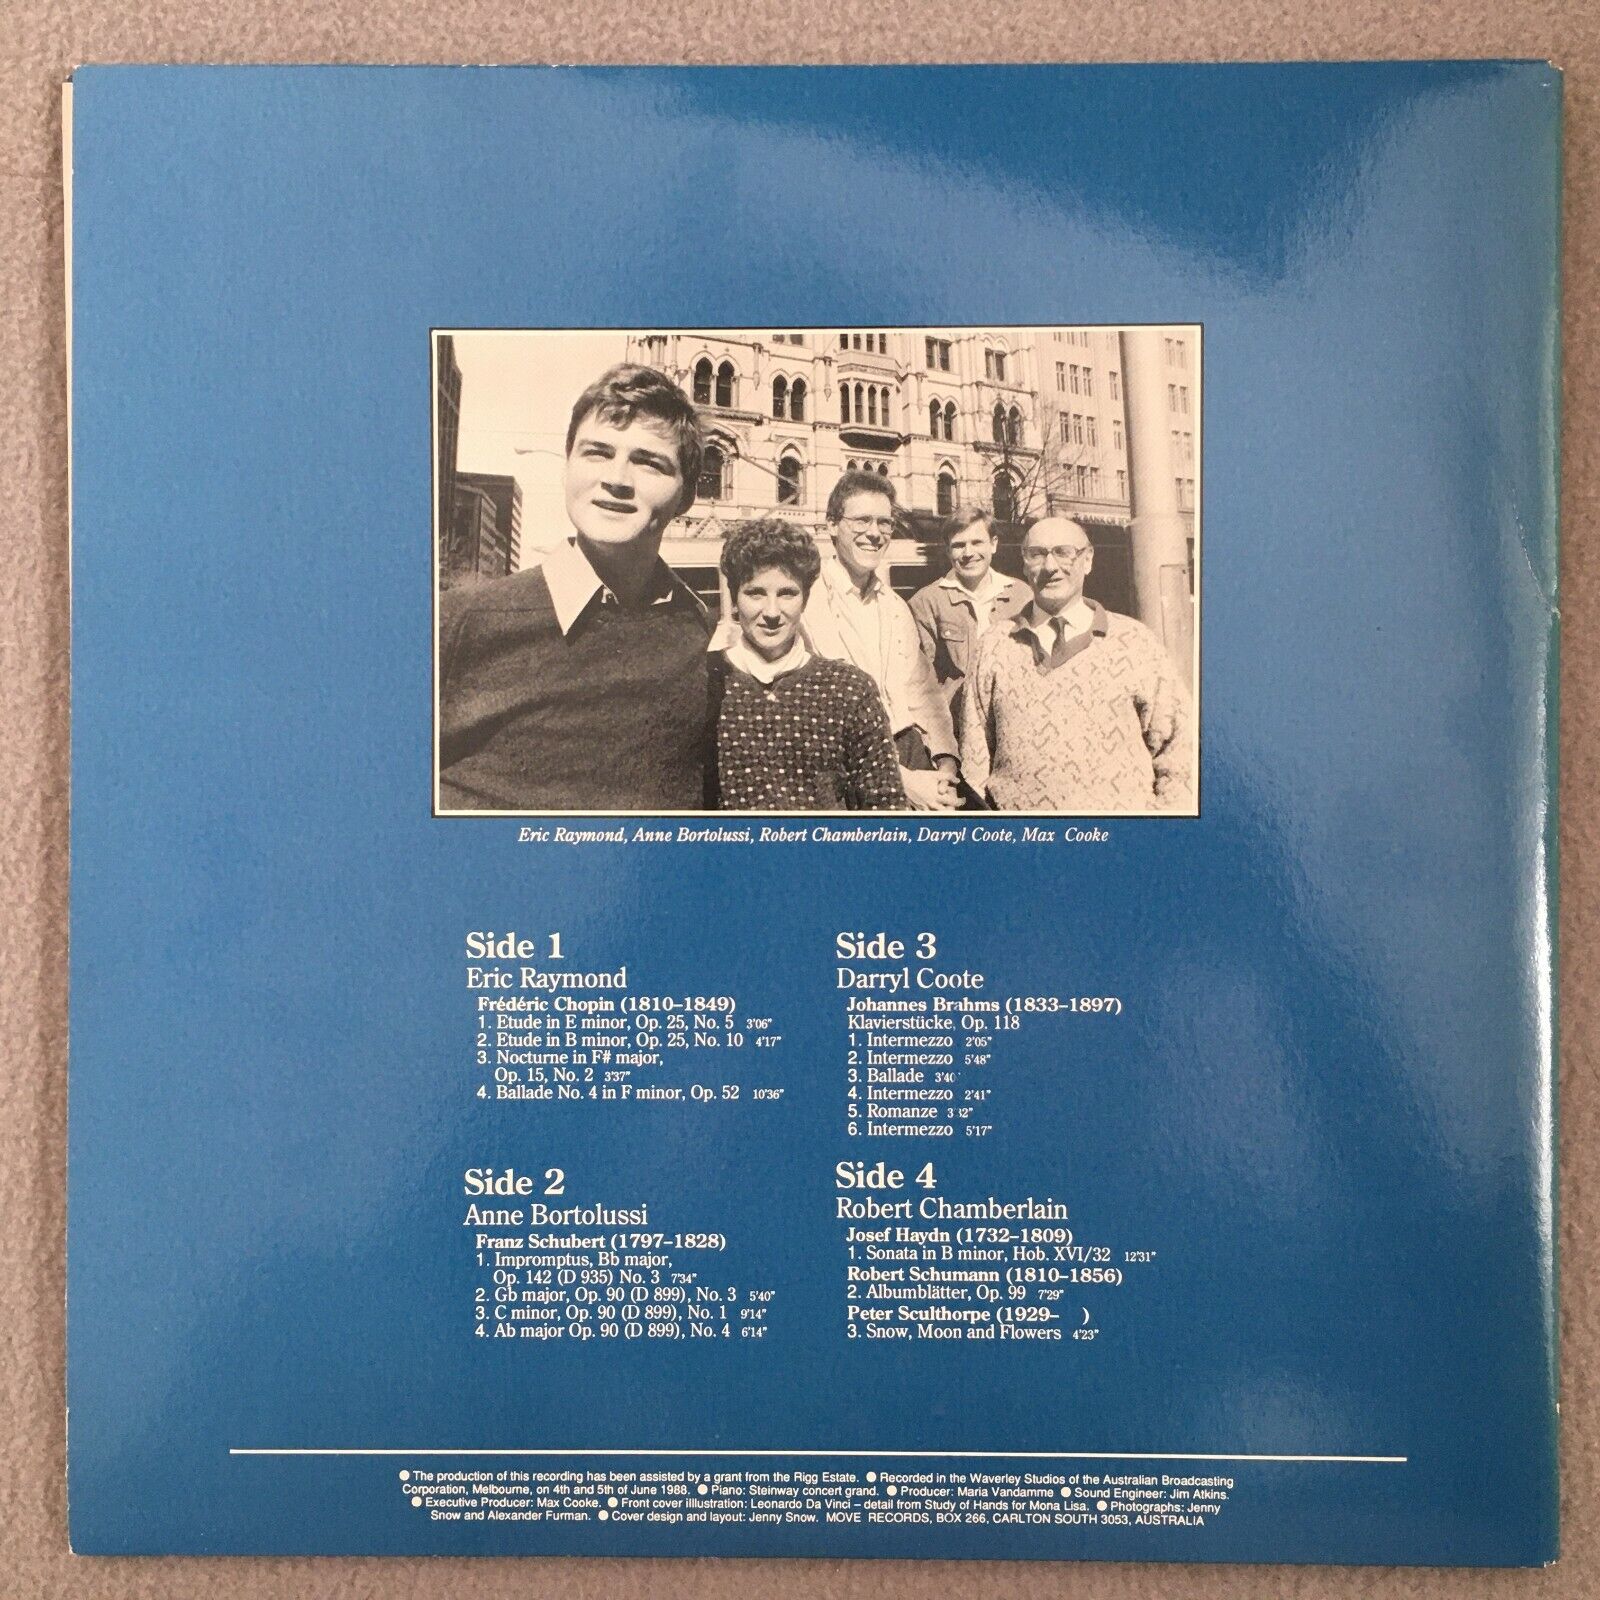 Eric Raymond, Anne Bortolussi, Robert Chamberlain, Darryl Coote, Max Cooke
Side 1
Eric Raymond
Frédéric Chopin (1810–1849)
1. Etude in E minor, Op. 25, No. 5 3'06"
2. Etude in B minor, Op. 25, No. 10 4'17"
3. Nocturne in F# major,
Op. 15, No. 2 3'37"
4. Ballade No. 4 in F minor, Op. 52 10'36"
Side 2
Anne Bortolussi
Franz Schubert (1797–1828)
1. Impromptus, Bb major,
Op. 142 (D 935) No. 3 7'34"
2. Gb major, Op. 90 (D 899), No. 3 5'40"
3. C minor, Op. 90 (D 899), No. 1 9'14"
4. Ab major Op. 90 (D 899), No. 4 6'14"
Side 3
Darryl Coote
Johannes Brahms (1833–1897)
Klavierstücke, Op. 118
1. Intermezzo 2'05"
2. Intermezzo 5'48"
3. Ballade
4. Intermezzo 2'41"
5. Romanze
6. Intermezzo 5'17"
Side 4
Robert Chamberlain
Josef Haydn (1732–1809)
1. Sonata in B minor, Hob. XVI/32 12'31"
Robert Schumann (1810–1856)
2. Albumblätter, Op. 99 7'29"
Peter Sculthorpe (1929– )
3. Snow, Moon and Flowers 4'23"
● The production of this recording has been assisted by a grant from the Rigg Estate. ● Recorded in the Waverley Studios of the Australian Broadcasting
Corporation, Melbourne, on 4th and 5th of June 1988. ● Piano: Steinway concert grand. ● Producer: Maria Vandamme ● Sound Engineer: Jim Atkins.
● Executive Producer: Max Cooke. ● Front cover illlustration: Leonardo Da Vinci – detail from Study of Hands for Mona Lisa. ● Photographs: Jenny
Snow and Alexander Furman. ● Cover design and layout: Jenny Snow. MOVE RECORDS, BOX 266, CARLTON SOUTH 3053, AUSTRALIA